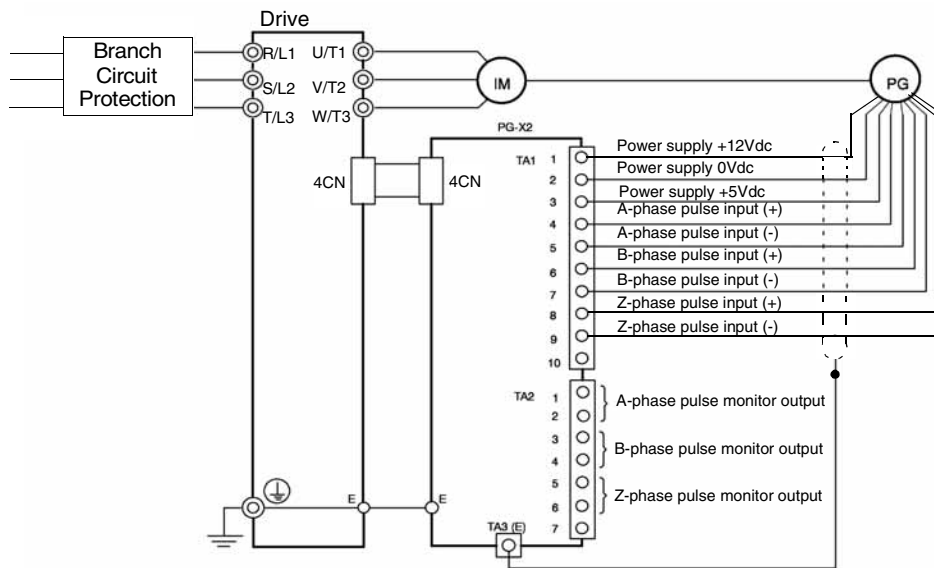 Drive
Branch
Circuit
Protection
R/L1 U/T1
S/L2 V/T2
T/L3 W/T3
IM
PG
PG-X2
4CN
4CN
TA1
1 Power supply +12Vdc
2 Power supply 0Vdc
3 Power supply +5Vdc
4 A-phase pulse input (+)
5 A-phase pulse input (-)
6 B-phase pulse input (+)
7 B-phase pulse input (-)
8 Z-phase pulse input (+)
9 Z-phase pulse input (-)
10
TA2
1
2
A-phase pulse monitor output
3
4
B-phase pulse monitor output
5
6
Z-phase pulse monitor output
7
E
E
TA3 (E)